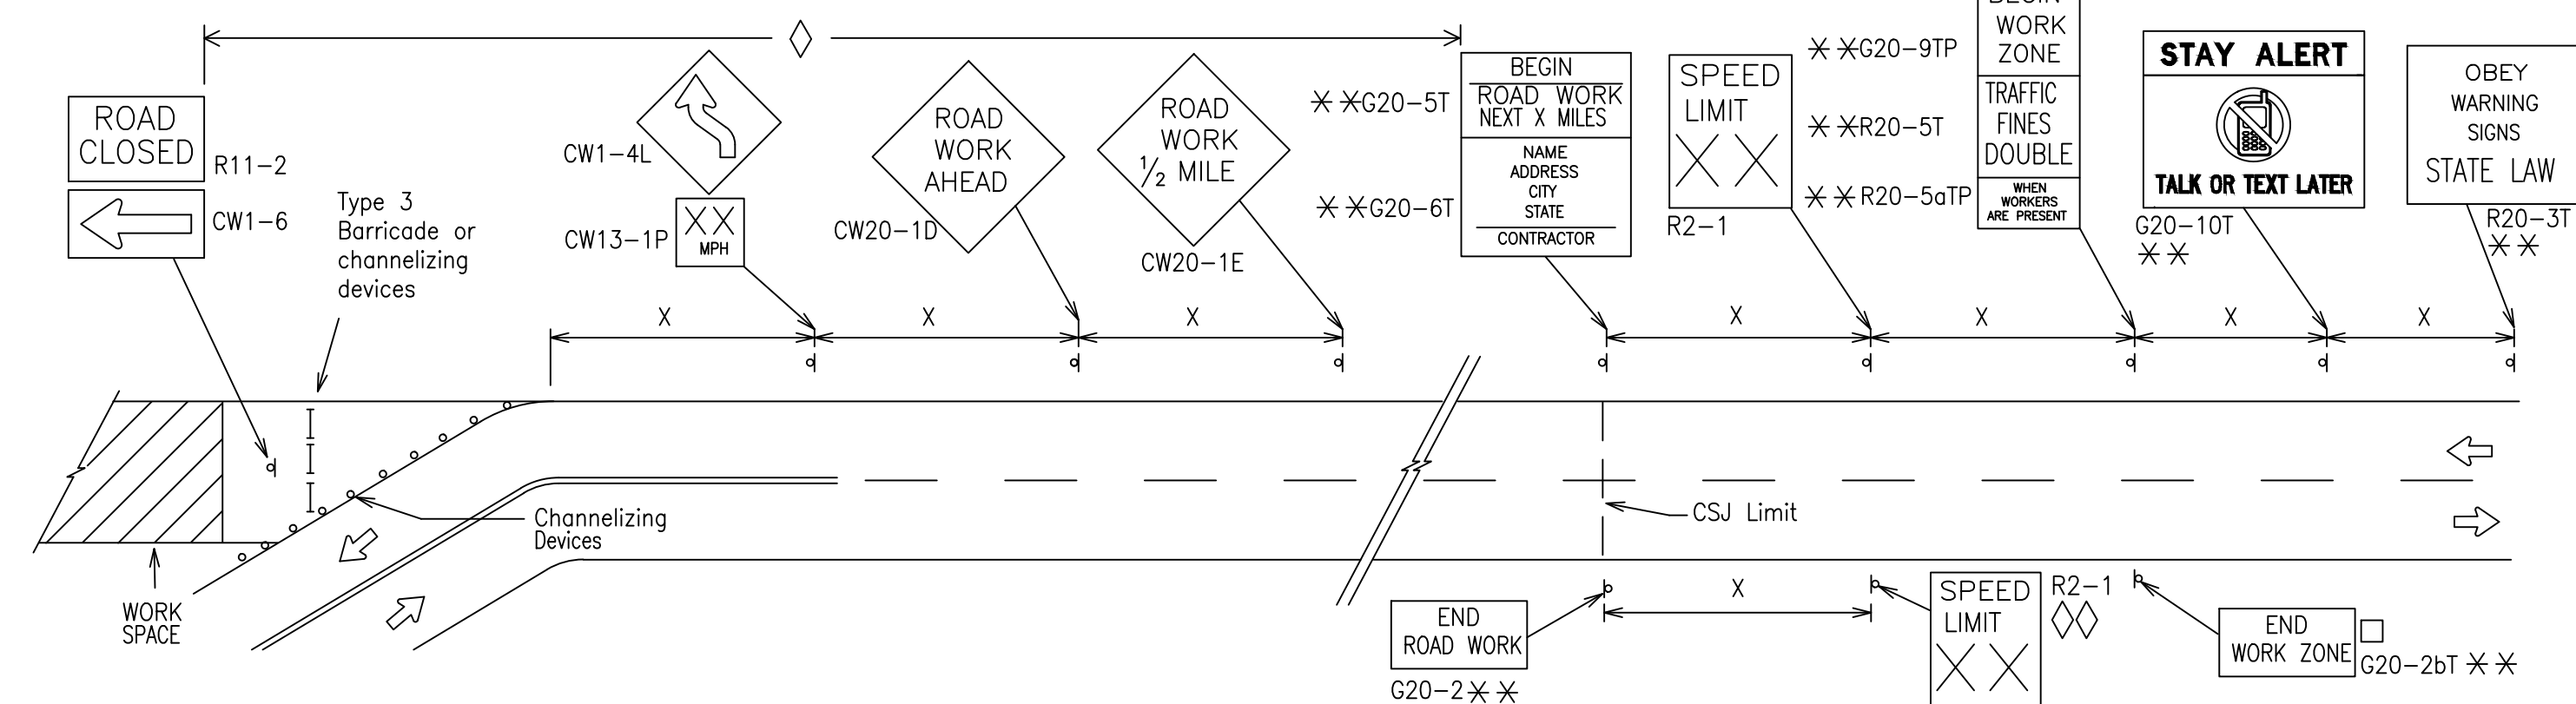 ROAD
CLOSED
R11-2
CW1-6
Type 3
Barricade or
channelizing
devices
CW1-4L
XX
MPH
CW13-1P
ROAD
WORK
AHEAD
CW20-1D
ROAD
WORK
1/2 MILE
CW20-1E
**G20-5T
BEGIN
ROAD WORK
NEXT X MILES
**G20-6T
NAME
ADDRESS
CITY
STATE
CONTRACTOR
SPEED
LIMIT
XX
R2-1
**G20-9TP
BEGIN
WORK
ZONE
**R20-5T
TRAFFIC
FINES
DOUBLE
**R20-5aTP
WHEN
WORKERS
ARE PRESENT
STAY ALERT
TALK OR TEXT LATER
G20-10T
**
OBEY
WARNING
SIGNS
STATE LAW
R20-3T
**
X
X
X
X
X
X
X
Channelizing
Devices
CSJ Limit
WORK
SPACE
END
ROAD WORK
G20-2**
X
SPEED
LIMIT
XX
R2-1
END
WORK ZONE
G20-2bT **